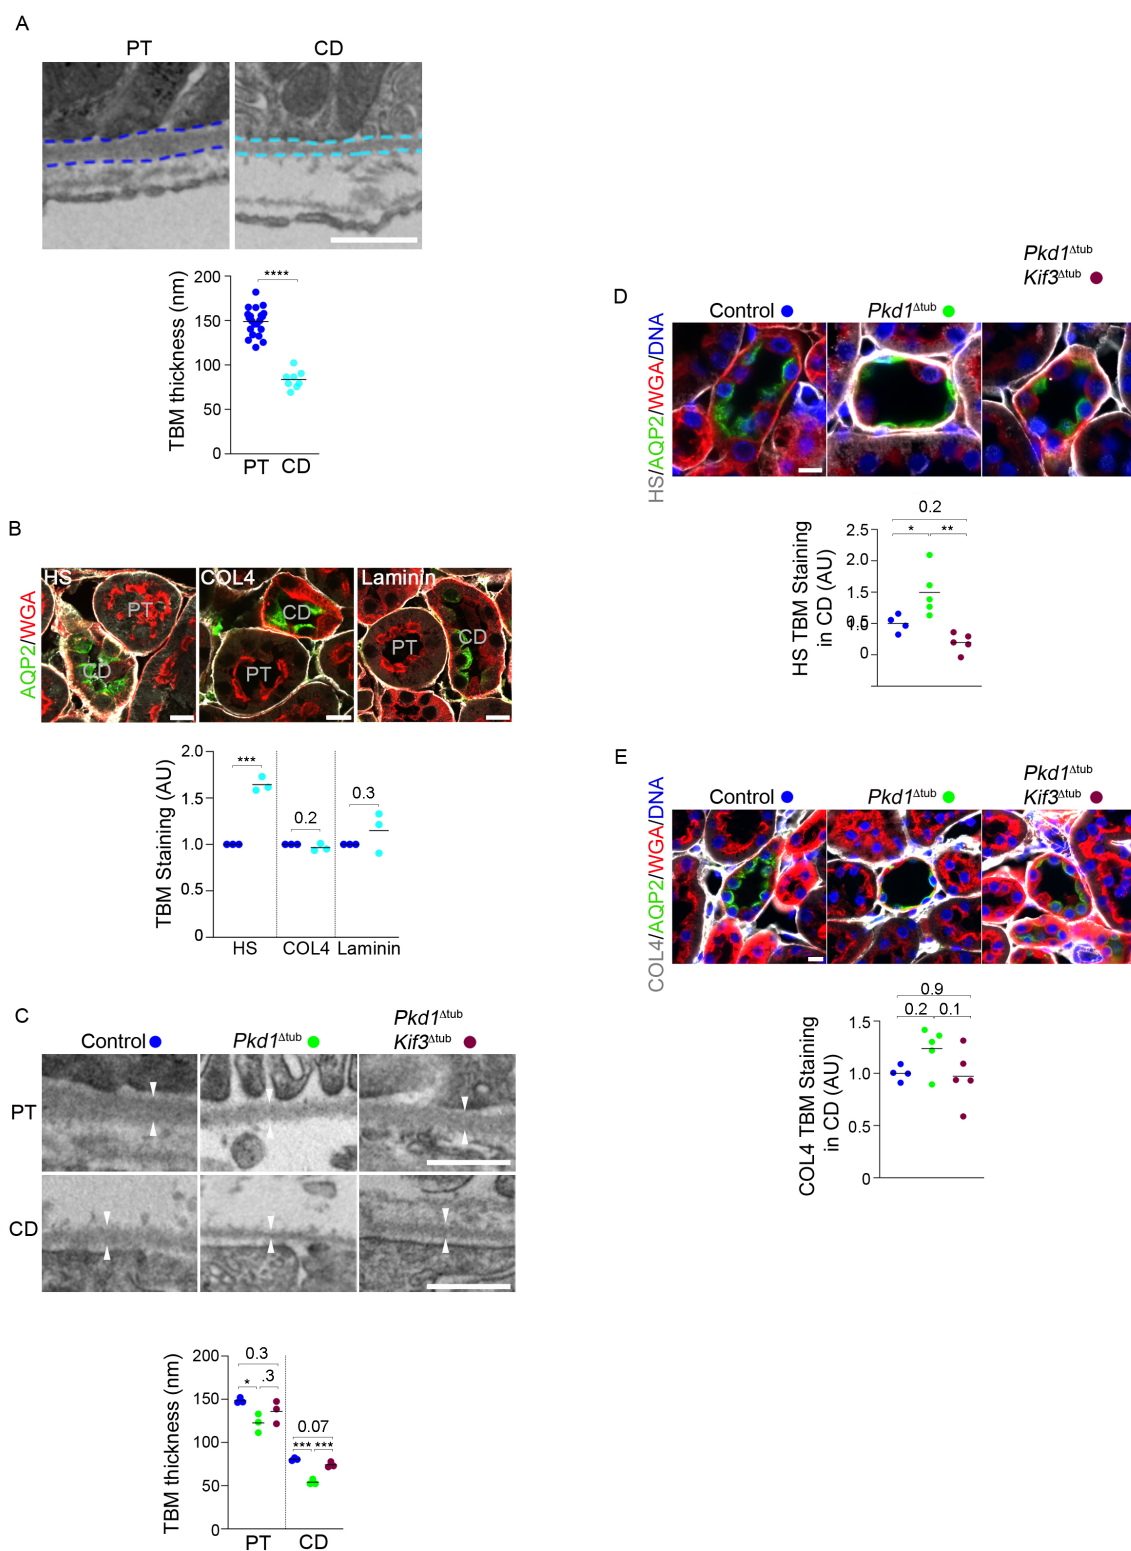 A
PT
CD
200
150
100
50
0
TBM thickness (nm)
****
PT
CD
B
AQP2/WGA
HS
PT
CD
COL4
CD
PT
Laminin
PT
CD
2.0
1.5
1.0
0.5
0
TBM Staining (AU)
***
0.2
0.3
HS
COL4
Laminin
C
Control
Pkd1Δtub
Pkd1Δtub
Kif3Δtub
PT
CD
200
150
100
50
0
TBM thickness (nm)
0.3
*
.3
0.07
***
***
PT
CD
D
Control
Pkd1Δtub
Pkd1Δtub
Kif3Δtub
HS/AQP2/WGA/DNA
HS TBM Staining
in CD (AU)
2.5
2.0
1.5
0.5
1.5
0
0.2
*
**
E
Control
Pkd1Δtub
Pkd1Δtub
Kif3Δtub
COL4/AQP2/WGA/DNA
COL4 TBM Staining
in CD (AU)
1.5
1.0
0.5
0
0.9
0.2
0.1